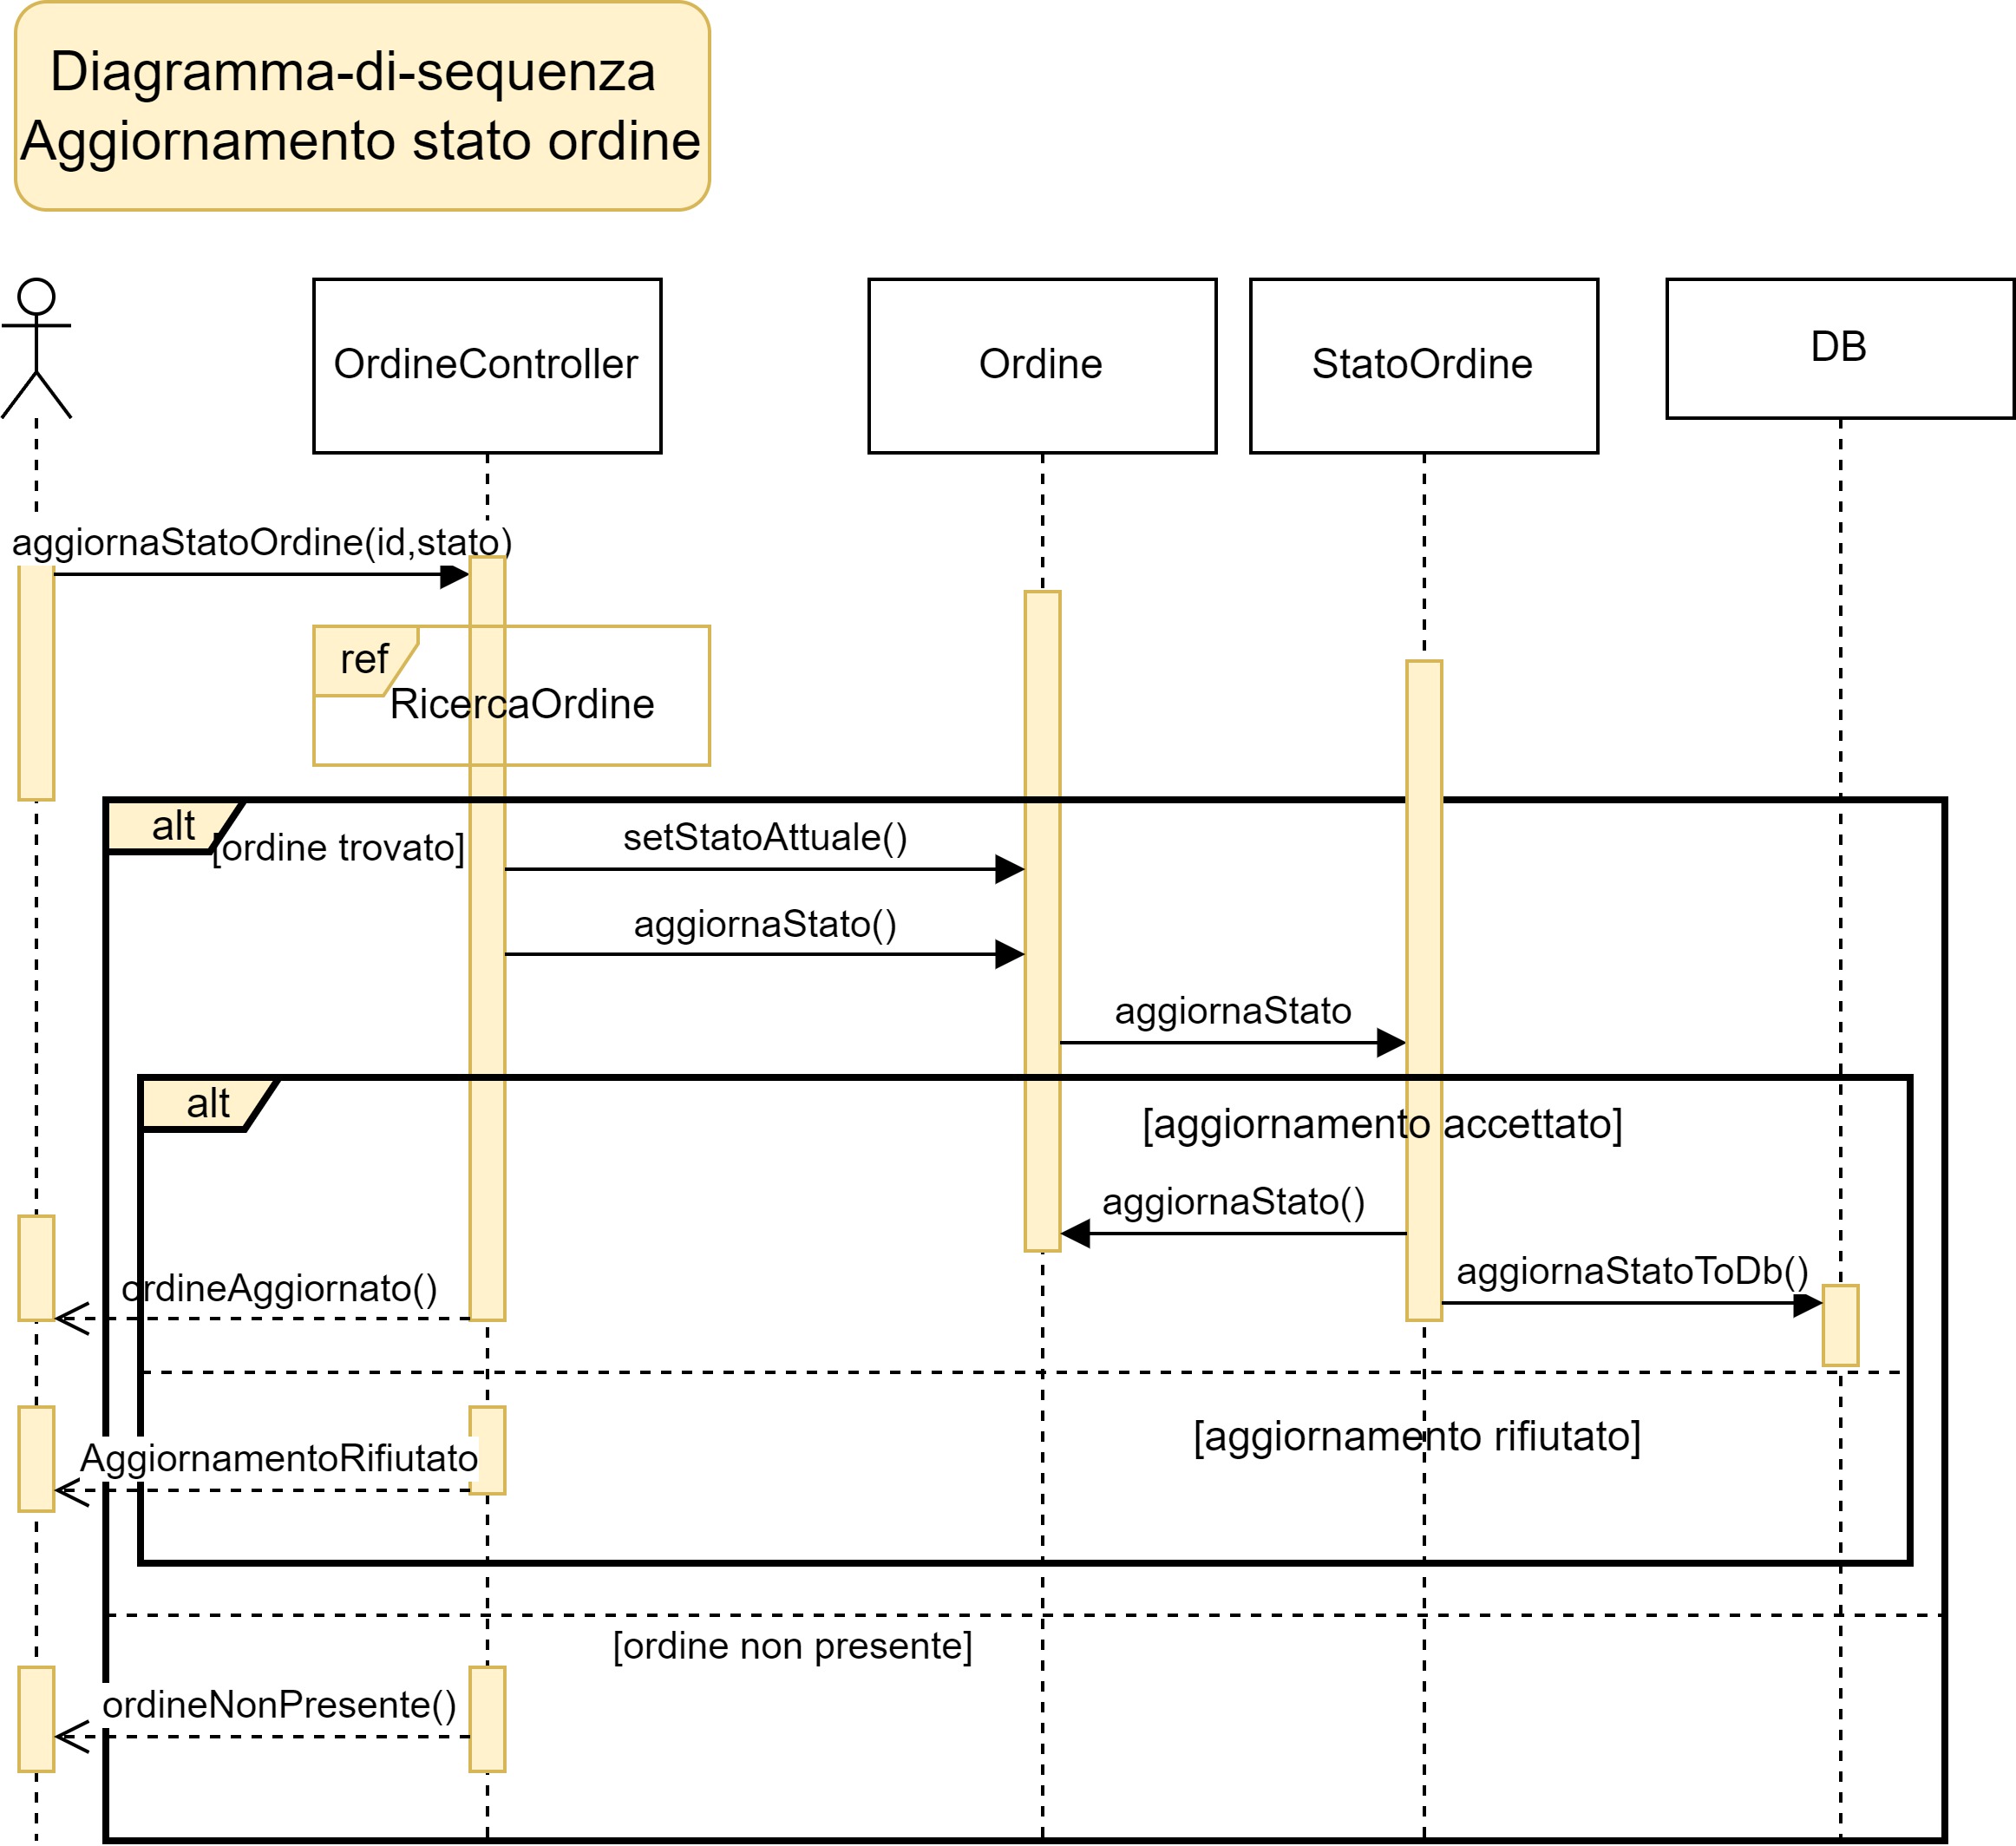 Diagramma-di-sequenza
Aggiornamento stato ordine
OrdineController
Ordine
StatoOrdine
DB
aggiornaStatoOrdine(id,stato)
ref
RicercaOrdine
alt
[ordine trovato]
setStatoAttuale()
aggiornaStato()
aggiornaStato
alt
[aggiornamento accettato]
aggiornaStato()
aggiornaStatoToDb()
ordineAggiornato()
[aggiornamento rifiutato]
AggiornamentoRifiutato
[ordine non presente]
ordineNonPresente()